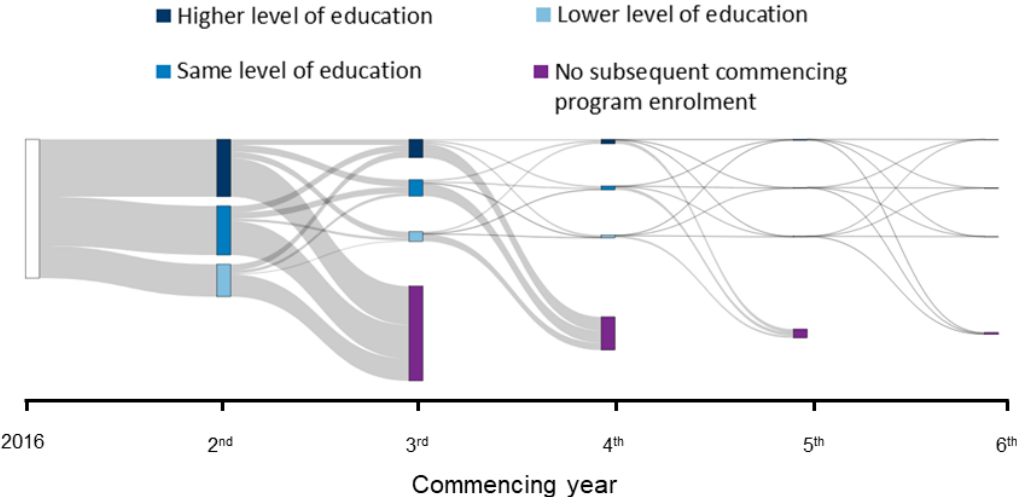 Higher level of education
Lower level of education
Same level of education
No subsequent commencing
program enrolment
2016
2nd
3rd
4th
5th
6th
Commencing year